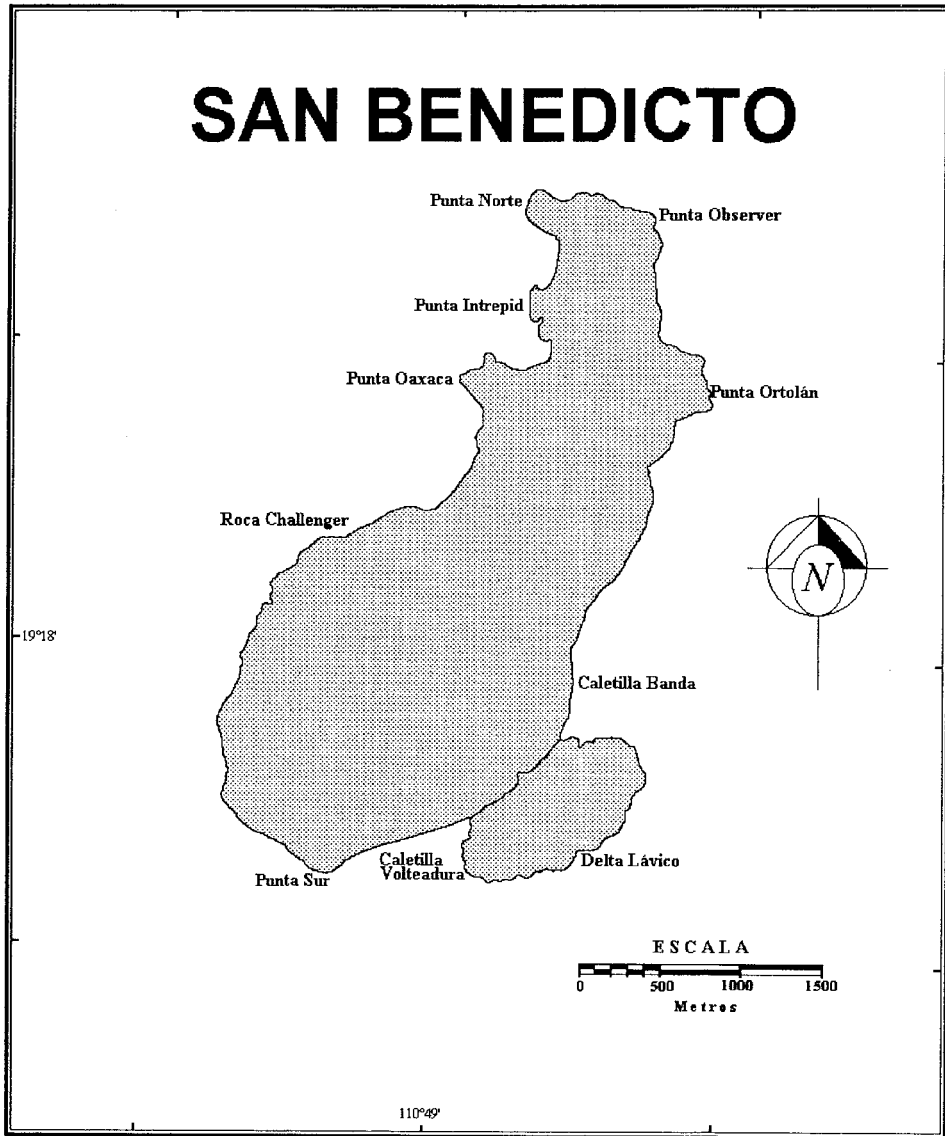 SAN BENEDICTO
Punta Norte
Punta Observer
Punta Intrepid
Punta Oaxaca
Punta Ortolán
Roca Challenger
N
19°18'
Caletilla Banda
Caletilla
Volteadura
Delta Lávico
Punta Sur
ESCALA
0 500 1000 1500
Metros
110°49'